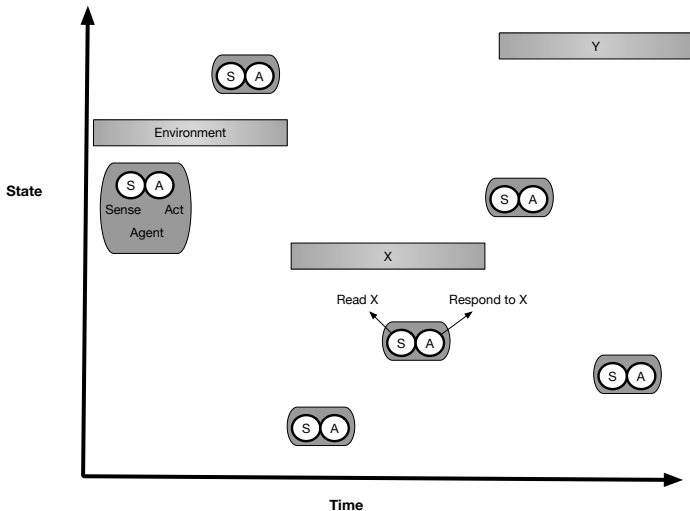 Y
S A
Environment
S A
Sense Act
Agent
State
S A
X
Read X Respond to X
S A
S A
S A
Time